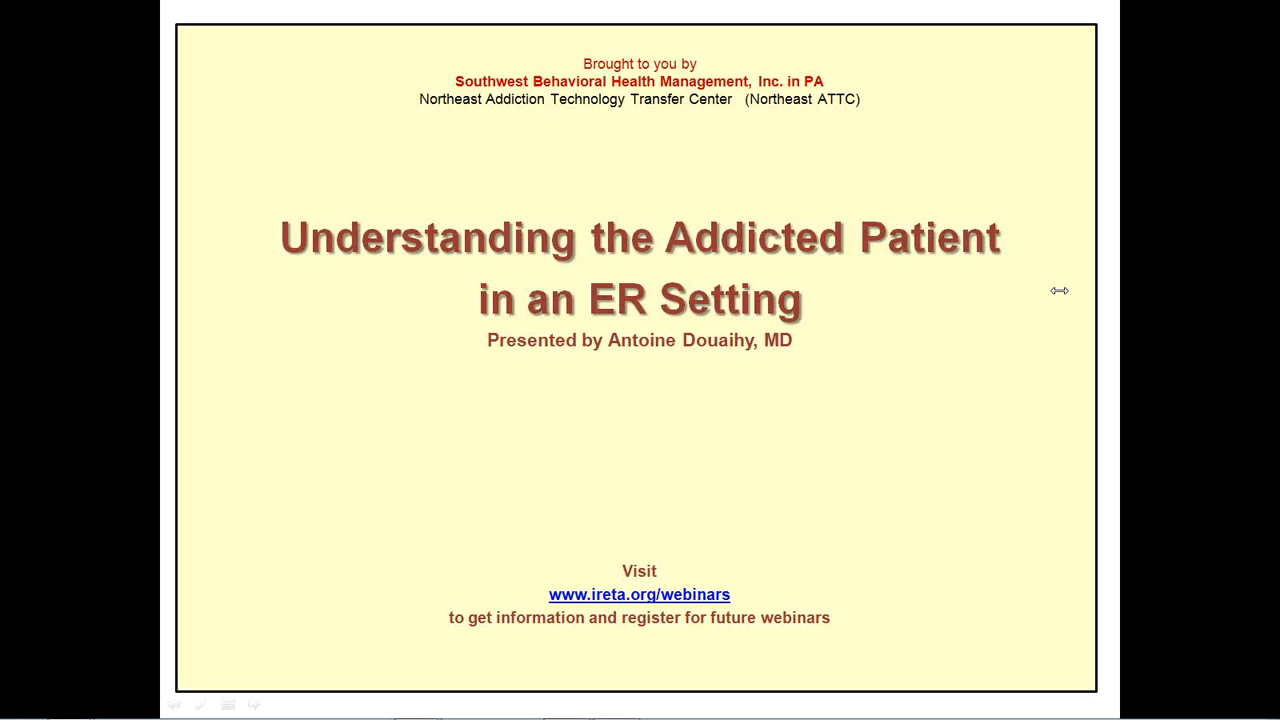 Brought to you by
Southwest Behavioral Health Management, Inc. in PA
Northeast Addiction Technology Transfer Center (Northeast ATTC)
Understanding the Addicted Patient
in an ER Setting
Presented by Antoine Douaihy, MD
Visit
www.ireta.org/webinars
to get information and register for future webinars